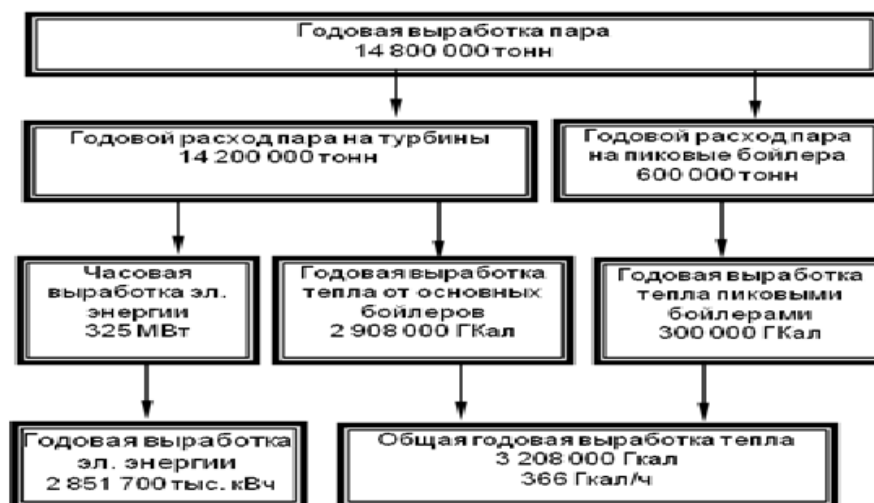 Годовая выработка пара
14 800 000 тонн
Годовой расход пара на турбины
14 200 000 тонн
Годовой расход пара
на пиковые бойлера
600 000 тонн
Часовая
выработка эл.
энергии
325 МВт
Годовая выработка
тепла от основных
бойлеров
2 908 000 ГКал
Годовая выработка
тепла пиковыми
бойлерами
300 000 ГКал
Годовая выработка
эл. энергии
2 851 700 тыс. кВч
Общая годовая выработка тепла
3 208 000 Гкал
366 Гкал/ч